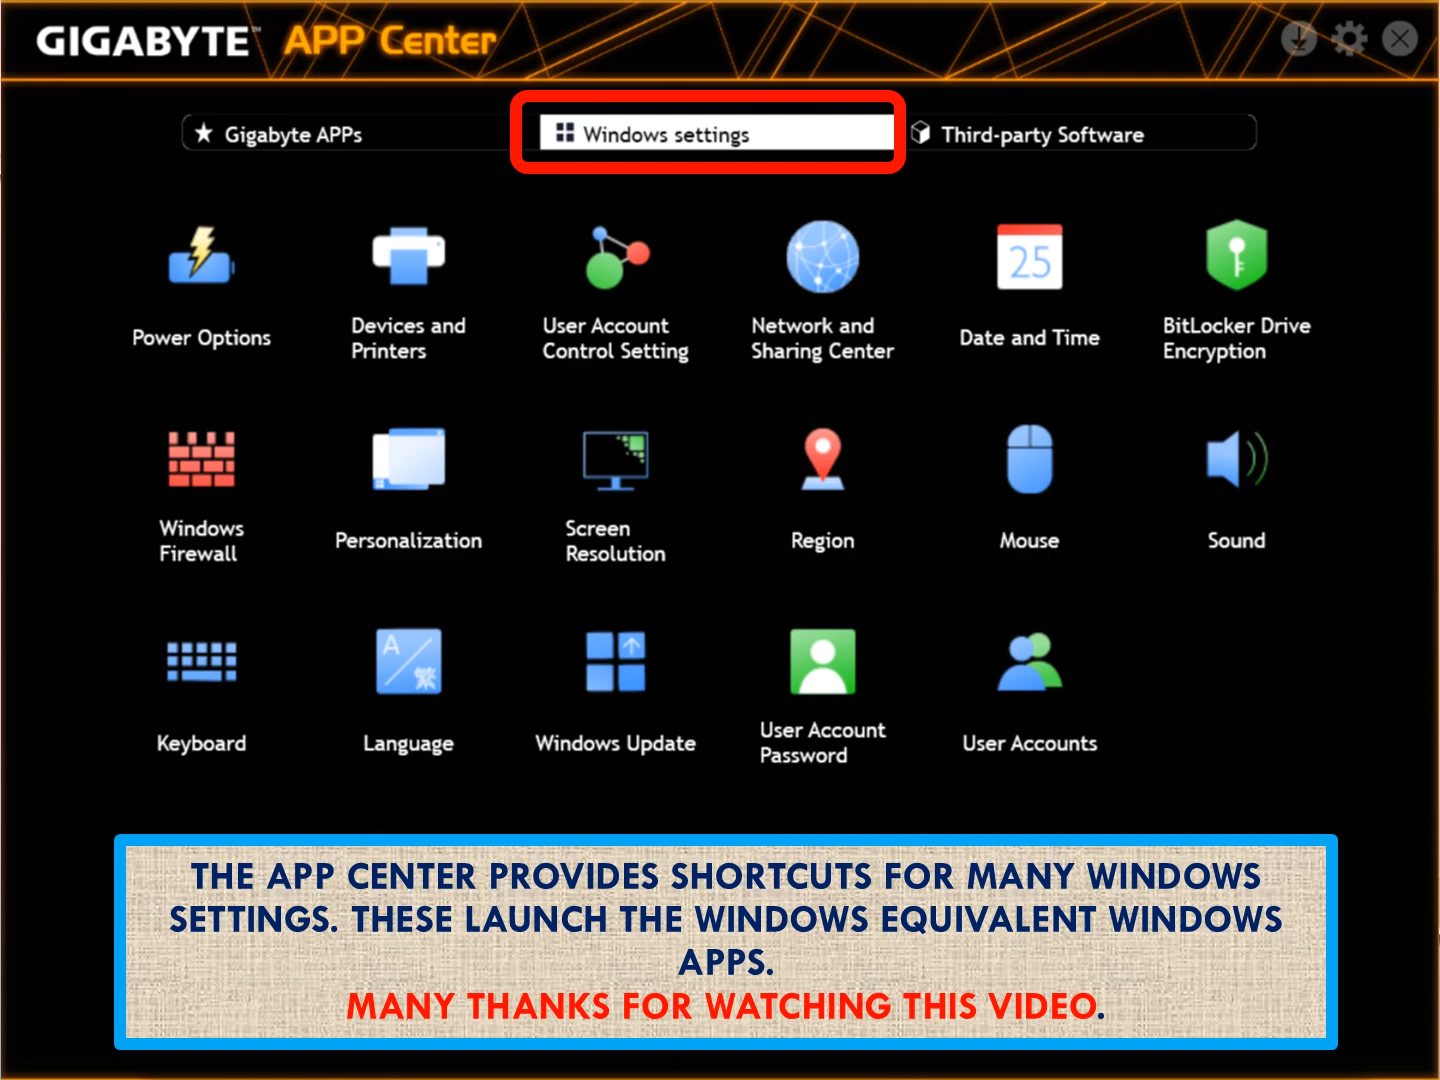 GIGABYTE™ APP Center
Gigabyte APPs
Windows settings
Third-party Software
25
Power Options
Devices and
Printers
User Account
Control Setting
Network and
Sharing Center
Date and Time
BitLocker Drive
Encryption
Windows
Firewall
Personalization
Screen
Resolution
Region
Mouse
Sound
A
繁
Keyboard
Language
Windows Update
User Account
Password
User Accounts
THE APP CENTER PROVIDES SHORTCUTS FOR MANY WINDOWS
SETTINGS. THESE LAUNCH THE WINDOWS EQUIVALENT WINDOWS
APPS.
MANY THANKS FOR WATCHING THIS VIDEO.